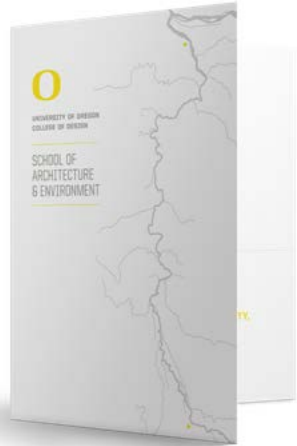 O
UNIVERSITY OF OREGON
COLLEGE OF DESIGN
SCHOOL OF
ARCHITECTURE
& ENVIRONMENT